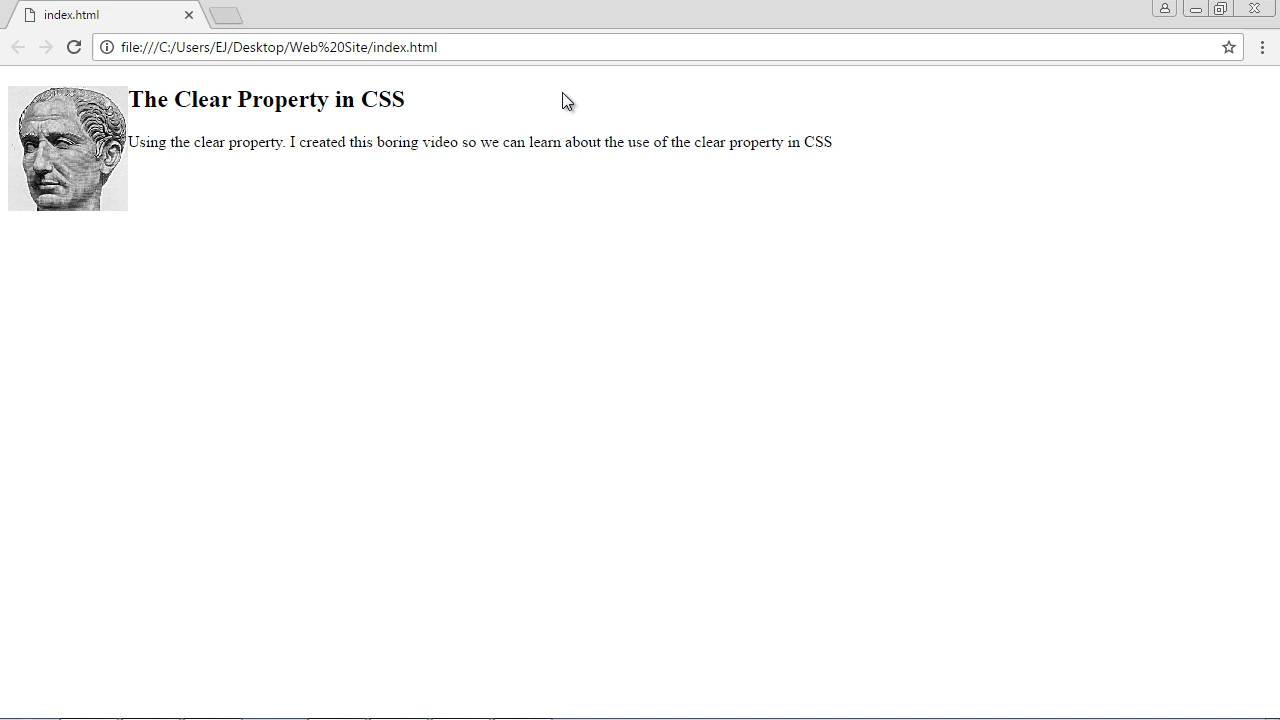 index.html
file:///C:/Users/EJ/Desktop/Web%20Site/index.html
The Clear Property in CSS
Using the clear property. I created this boring video so we can learn about the use of the clear property in CSS